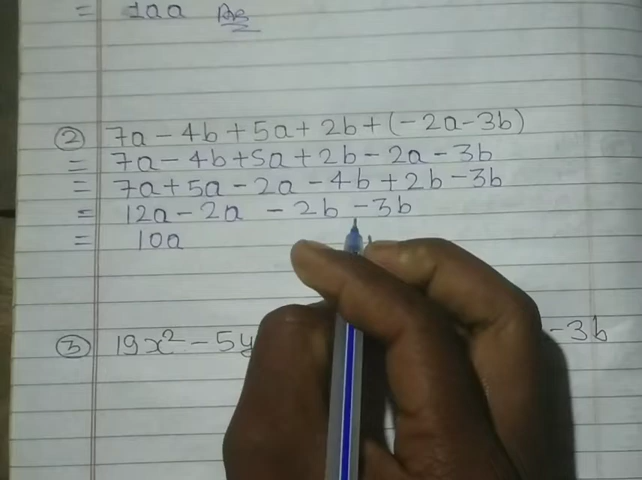 = 10a Ans
② 7a - 4b + 5a + 2b + (-2a - 3b)
= 7a - 4b + 5a + 2b - 2a - 3b
= 7a + 5a - 2a - 4b + 2b - 3b
= 12a - 2a - 2b - 3b
= 10a
③ 19x² - 5y -3b